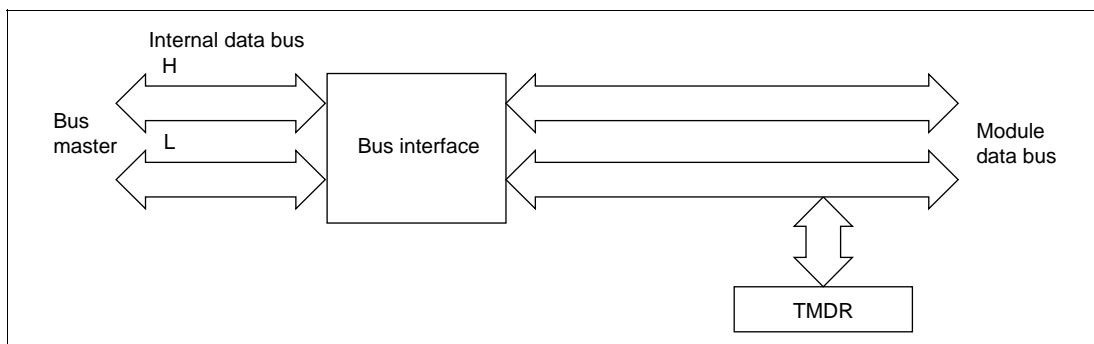 Internal data bus
H
Bus
master
L
Bus interface
Module
data bus
TMDR